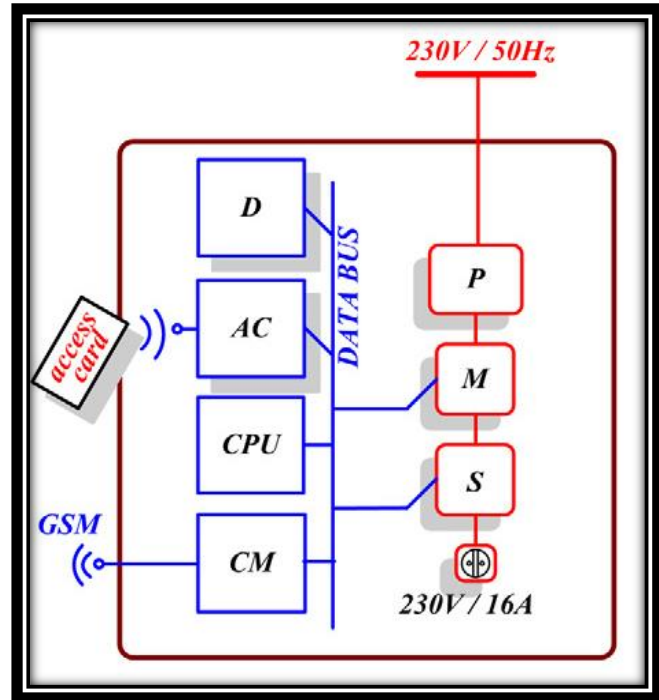 230V / 50Hz
D
DATA BUS
P
access
card
AC
M
CPU
S
GSM
CM
230V / 16A